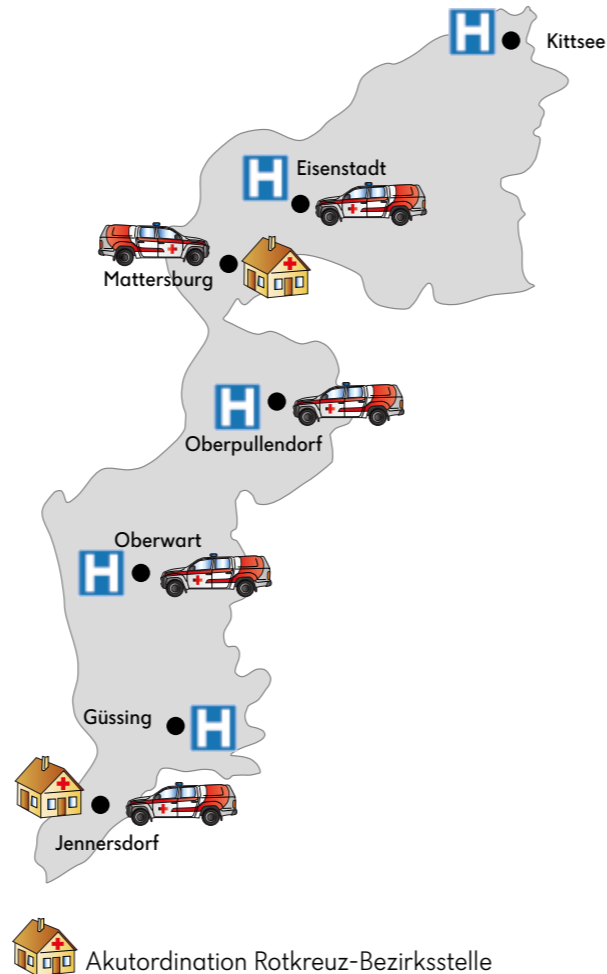 H
Kittsee
H
Eisenstadt
Mattersburg
H
Oberpullendorf
Oberwart
H
Güssing
H
Jennersdorf
Akutordination Rotkreuz-Bezirksstelle